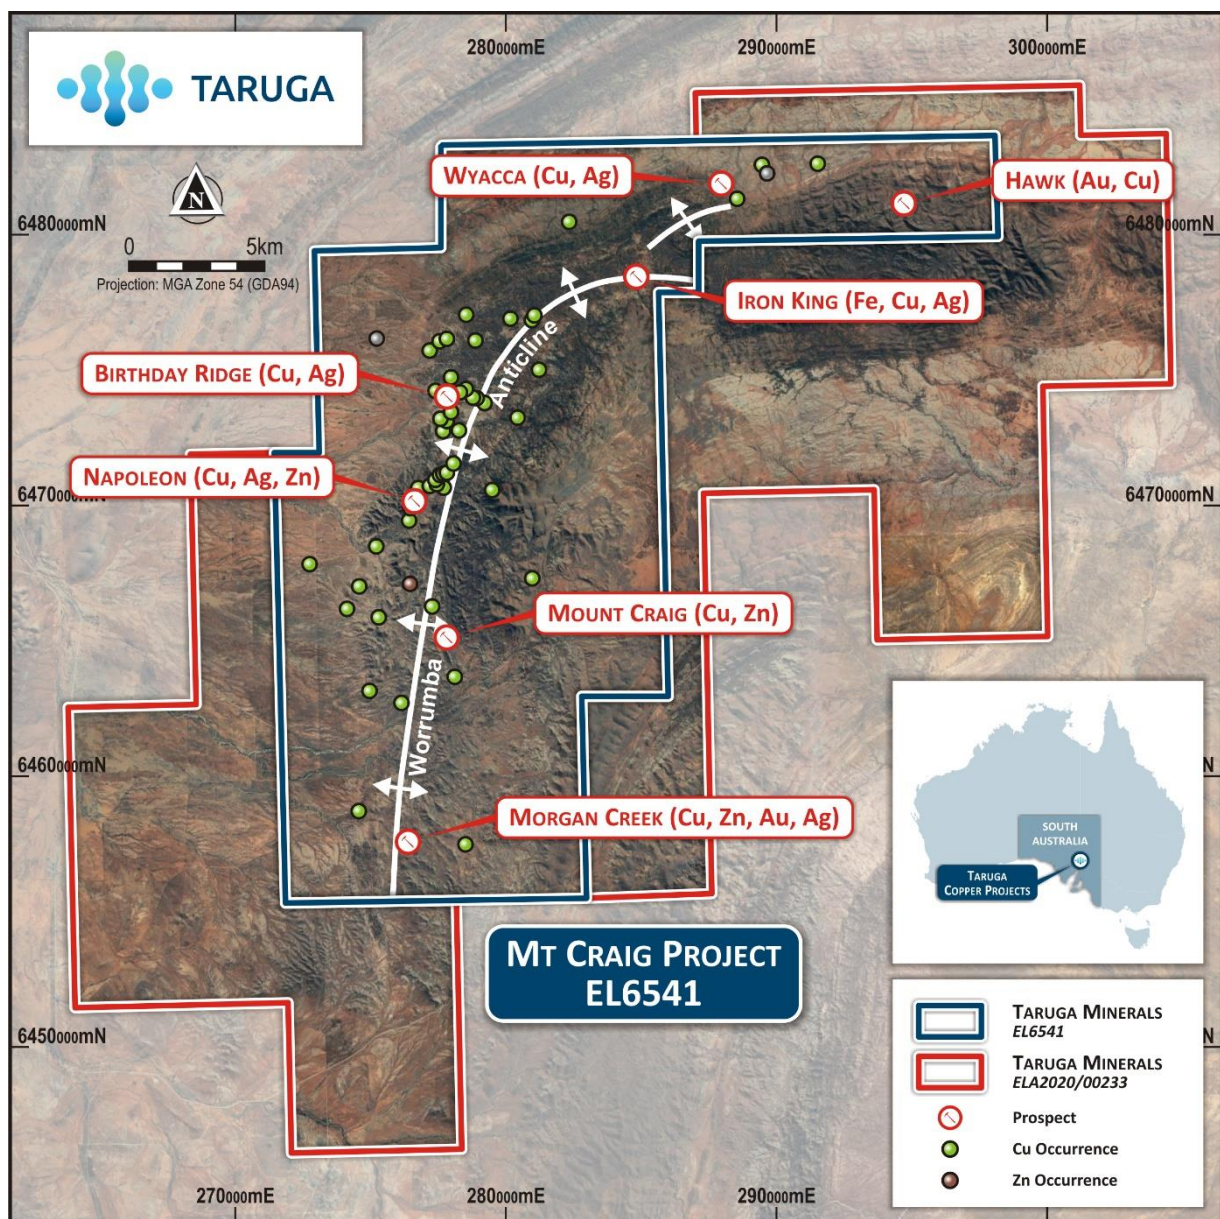 280000mE
290000mE
300000mE
TARUGA
N
0 5km
Projection: MGA Zone 54 (GDA94)
6480000mN
6480000mN
WYACCA (Cu, Ag)
HAWK (Au, Cu)
IRON KING (Fe, Cu, Ag)
BIRTHDAY RIDGE (Cu, Ag)
Anticline
NAPOLEON (Cu, Ag, Zn)
6470000mN
6470000mN
MOUNT CRAIG (Cu, Zn)
Worrumba
6460000mN
N
MORGAN CREEK (Cu, Zn, Au, Ag)
SOUTH
AUSTRALIA
TARUGA
COPPER PROJECTS
MT CRAIG PROJECT
EL6541
6450000mN
N
TARUGA MINERALS
EL6541
TARUGA MINERALS
ELA2020/00233
Prospect
Cu Occurrence
Zn Occurrence
270000mE
280000mE
290000mE